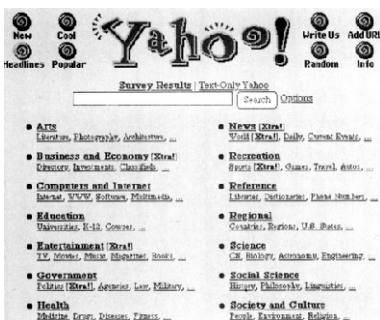 New Cool Yahoo! Write Us Add URL
Headlines Popular Random Info
Survey Results | Text-Only Yahoo
Search Options
Arts
Literature, Photography, Architecture, ...
Business and Economy [Xtra!]
Directory, Investments, Classifieds, ...
Computers and Internet
Internet, WWW, Software, Multimedia, ...
Education
Universities, K-12, Courses, ...
Entertainment [Xtra!]
TV, Movies, Music, Magazines, Books, ...
Government
Politics [Xtra!], Agencies, Law, Military, ...
Health
Medicine, Drugs, Diseases, Fitness, ...
News [Xtra!]
World [Xtra!], Daily, Current Events, ...
Recreation
Sports [Xtra!], Games, Travel, Autos, ...
Reference
Libraries, Dictionaries, Phone Numbers, ...
Regional
Countries, Regions, U.S. States, ...
Science
CS, Biology, Astronomy, Engineering, ...
Social Science
History, Philosophy, Linguistics, ...
Society and Culture
People, Environment, Religion, ...